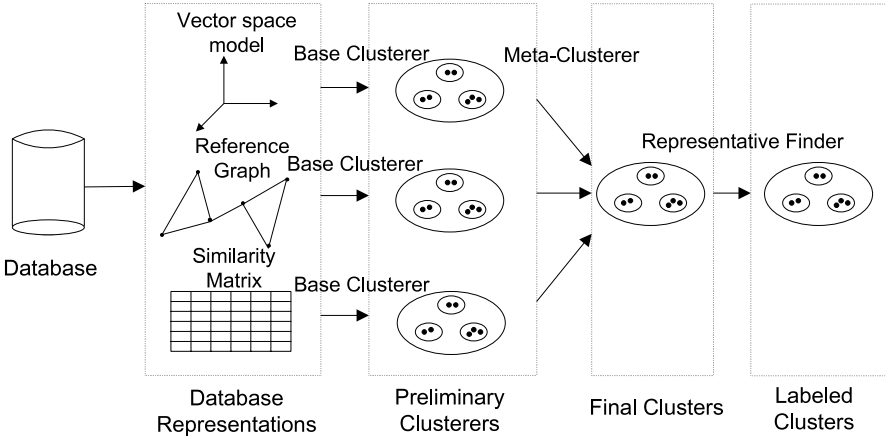 Vector space
model
Base Clusterer
Meta-Clusterer
Reference
Graph
Base Clusterer
Representative Finder
Database
Similarity
Matrix
Base Clusterer
Database
Representations
Preliminary
Clusterers
Final Clusters
Labeled
Clusters